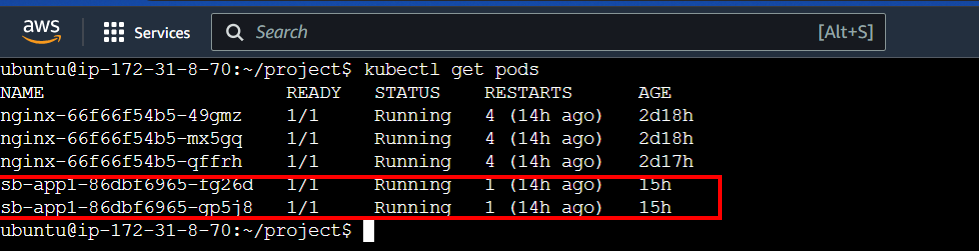 aws Services Search [Alt+S]
ubuntu@ip-172-31-8-70:~/project$ kubectl get pods
NAME READY STATUS RESTARTS AGE
nginx-66f66f54b5-49gmz 1/1 Running 4 (14h ago) 2d18h
nginx-66f66f54b5-mx5gq 1/1 Running 4 (14h ago) 2d18h
nginx-66f66f54b5-qffrh 1/1 Running 4 (14h ago) 2d17h
sb-app1-86dbf6965-fg26d 1/1 Running 1 (14h ago) 15h
sb-app1-86dbf6965-gp5j8 1/1 Running 1 (14h ago) 15h
ubuntu@ip-172-31-8-70:~/project$